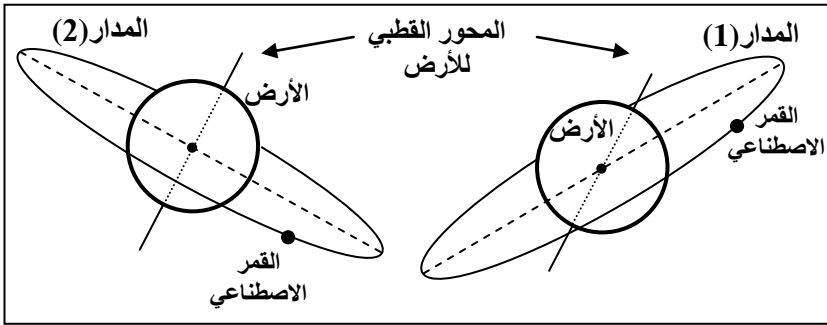 المدار(1)
المحور القطبي
للأرض
المدار(2)
الأرض
القمر
الاصطناعي
الأرض
القمر
الاصطناعي